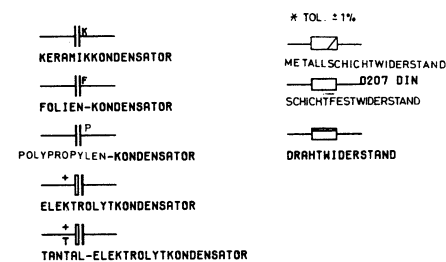 K
KERAMIKKONDENSATOR
F
FOLIEN-KONDENSATOR
P
POLYPROPYLEN-KONDENSATOR
+
ELEKTROLYTKONDENSATOR
+
T
TANTAL-ELEKTROLYTKONDENSATOR
* TOL. ±1%
METALLSCHICHTWIDERSTAND
0207 DIN
SCHICHTFESTWIDERSTAND
DRAHTWIDERSTAND